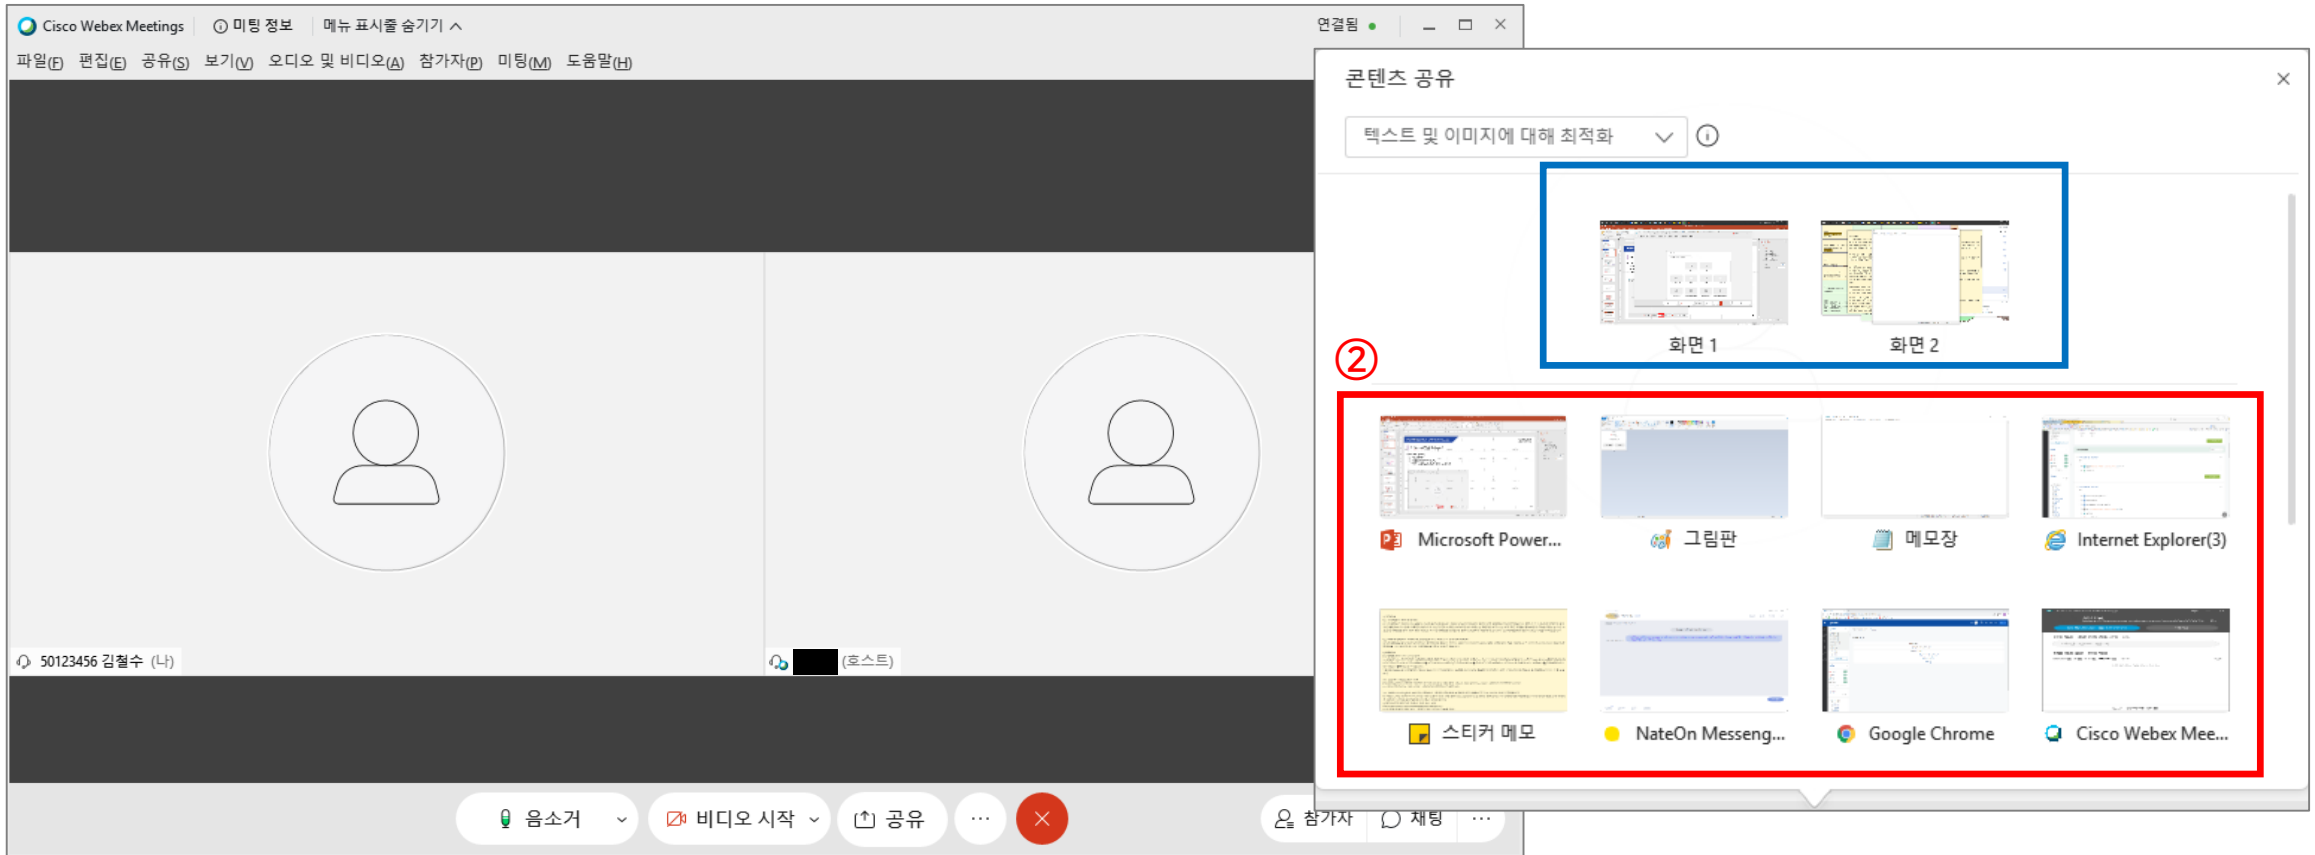 Cisco Webex Meetings
미팅 정보
메뉴 표시줄 숨기기
연결됨
파일(F) 편집(E) 공유(S) 보기(V) 오디오 및 비디오(A) 참가자(P) 미팅(M) 도움말(H)
콘텐츠 공유
텍스트 및 이미지에 대해 최적화
화면 1
화면 2
②
Microsoft Power...
그림판
메모장
Internet Explorer(3)
스티커 메모
NateOn Messeng...
Google Chrome
Cisco Webex Mee...
50123456 김철수 (나)
(호스트)
음소거
비디오 시작
공유
참가자
채팅